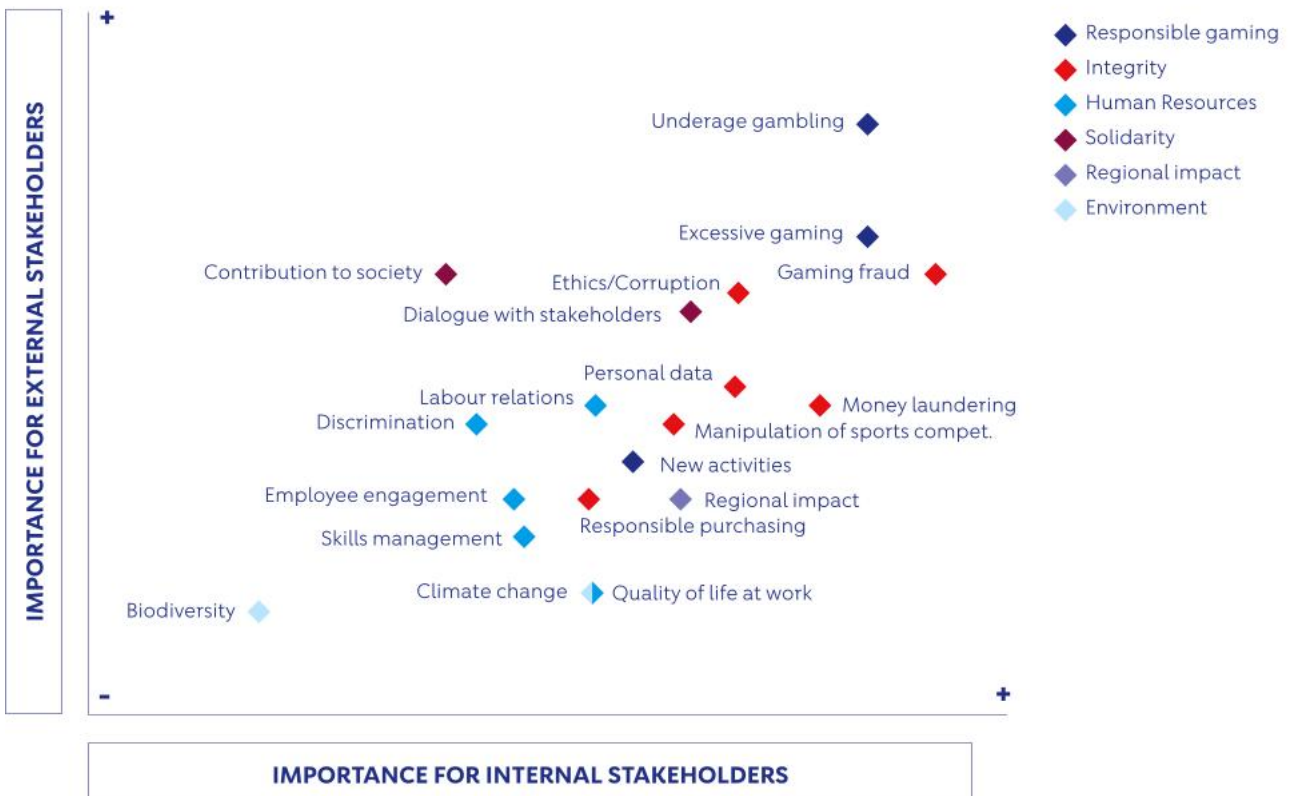 +
IMPORTANCE FOR EXTERNAL STAKEHOLDERS
Responsible gaming
Integrity
Human Resources
Solidarity
Regional impact
Environment
Underage gambling
Excessive gaming
Contribution to society
Gaming fraud
Ethics/Corruption
Dialogue with stakeholders
Personal data
Labour relations
Money laundering
Discrimination
Manipulation of sports compet.
New activities
Employee engagement
Regional impact
Responsible purchasing
Skills management
Climate change
Quality of life at work
Biodiversity
-
+
IMPORTANCE FOR INTERNAL STAKEHOLDERS